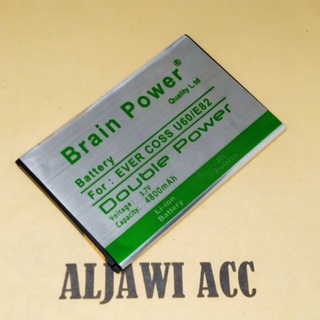 Brain Power®
Quality Ltd
Battery
For : EVER COSS U60/E82
Double Power
Voltage: 3.7V
Capacity: 4800mAh
Li-ion
Battery
ALJAWI ACC